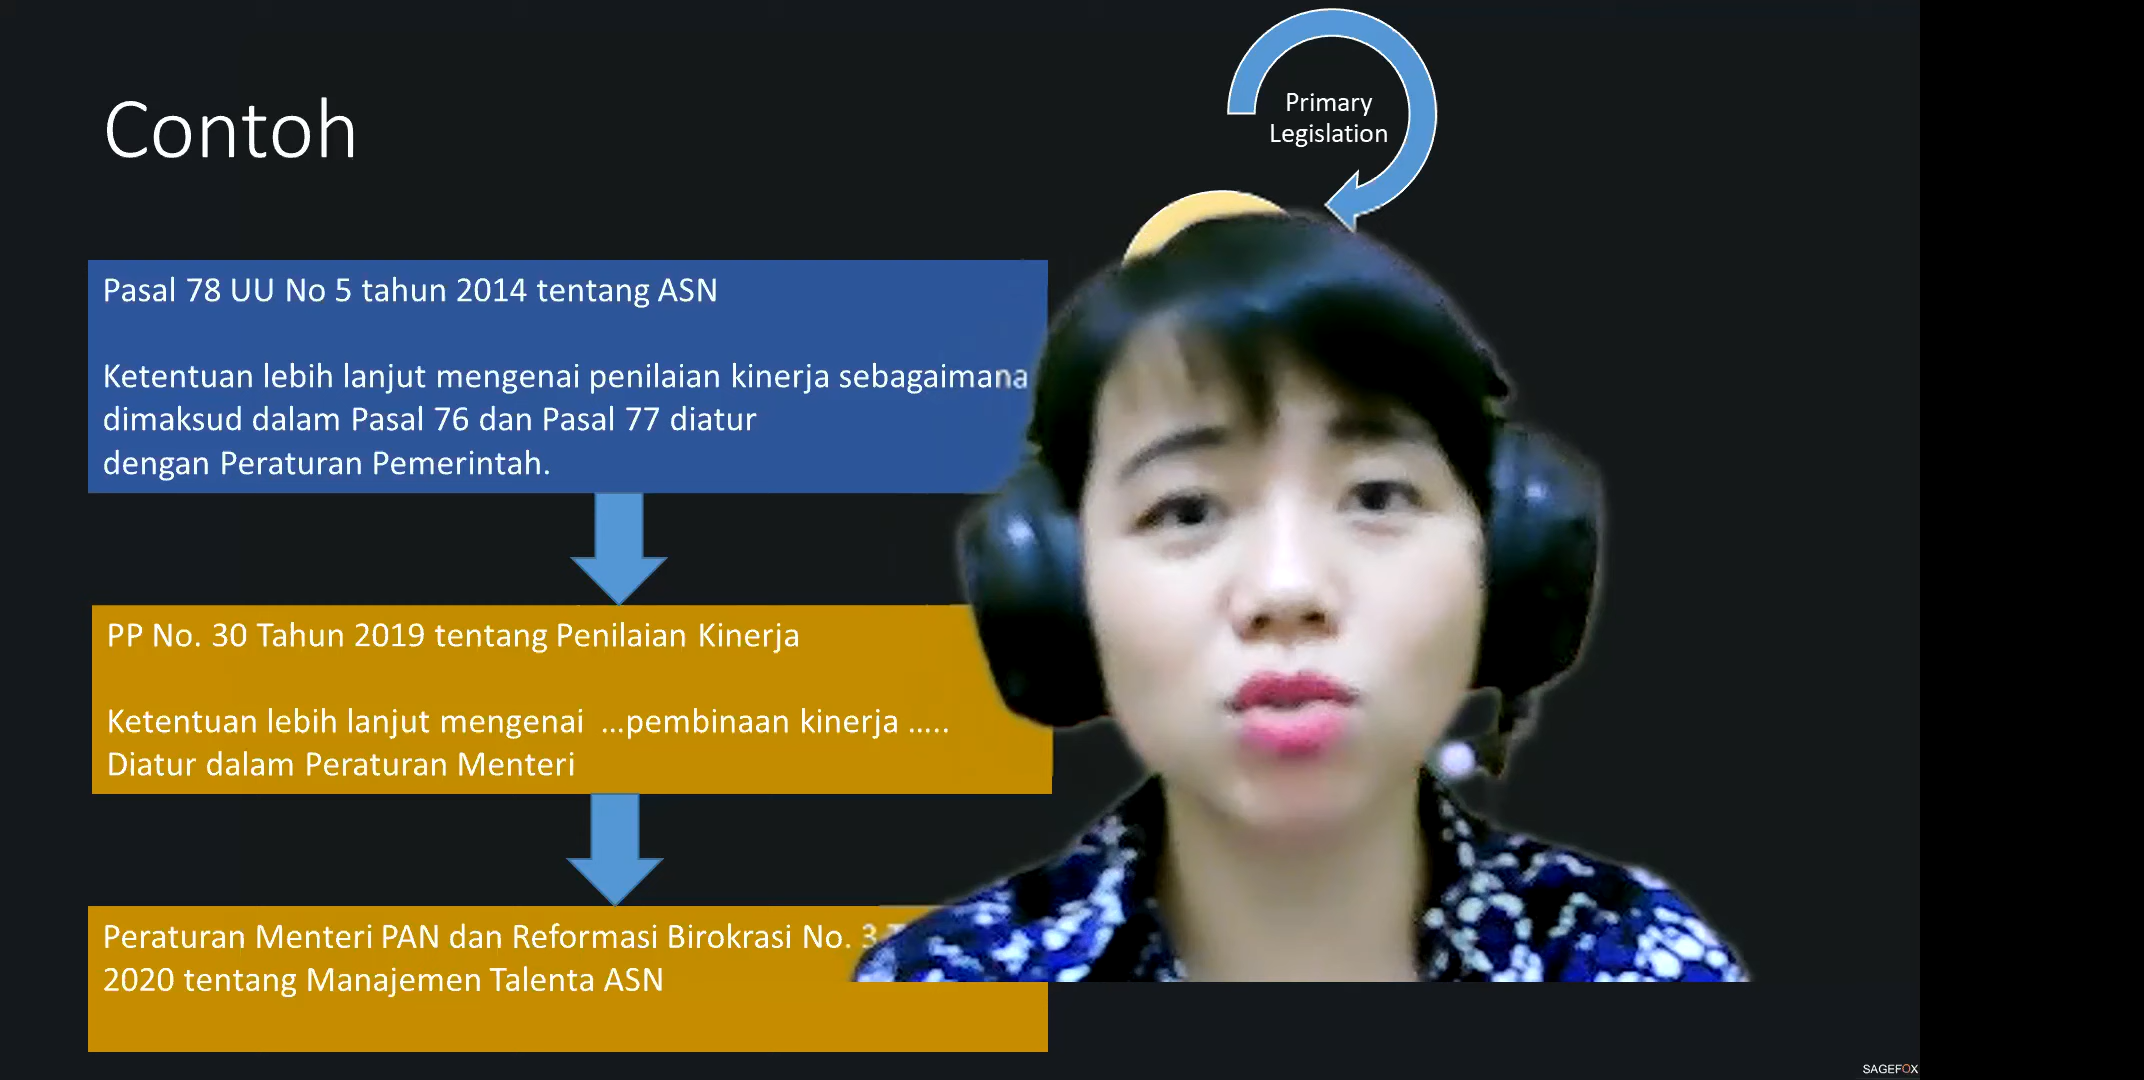 Contoh
Primary
Legislation
Pasal 78 UU No 5 tahun 2014 tentang ASN
Ketentuan lebih lanjut mengenai penilaian kinerja sebagaimana
dimaksud dalam Pasal 76 dan Pasal 77 diatur
dengan Peraturan Pemerintah.
PP No. 30 Tahun 2019 tentang Penilaian Kinerja
Ketentuan lebih lanjut mengenai ...pembinaan kinerja .....
Diatur dalam Peraturan Menteri
Peraturan Menteri PAN dan Reformasi Birokrasi No. 3
2020 tentang Manajemen Talenta ASN
SAGEFOX